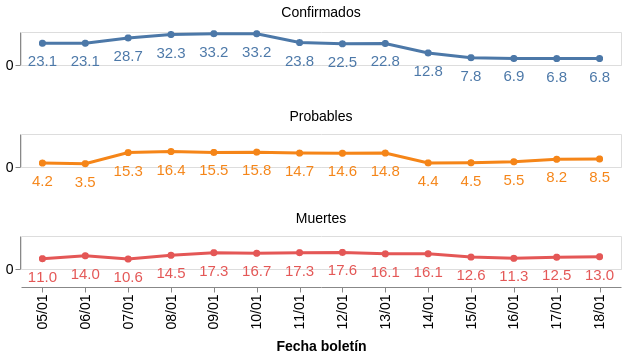 Confirmados
0
23.1 23.1 28.7 32.3 33.2 33.2 23.8 22.5 22.8 12.8 7.8 6.9 6.8 6.8
Probables
0
4.2 3.5 15.3 16.4 15.5 15.8 14.7 14.6 14.8 4.4 4.5 5.5 8.2 8.5
Muertes
0
11.0 14.0 10.6 14.5 17.3 16.7 17.3 17.6 16.1 16.1 12.6 11.3 12.5 13.0
05/01 06/01 07/01 08/01 09/01 10/01 11/01 12/01 13/01 14/01 15/01 16/01 17/01 18/01
Fecha boletín